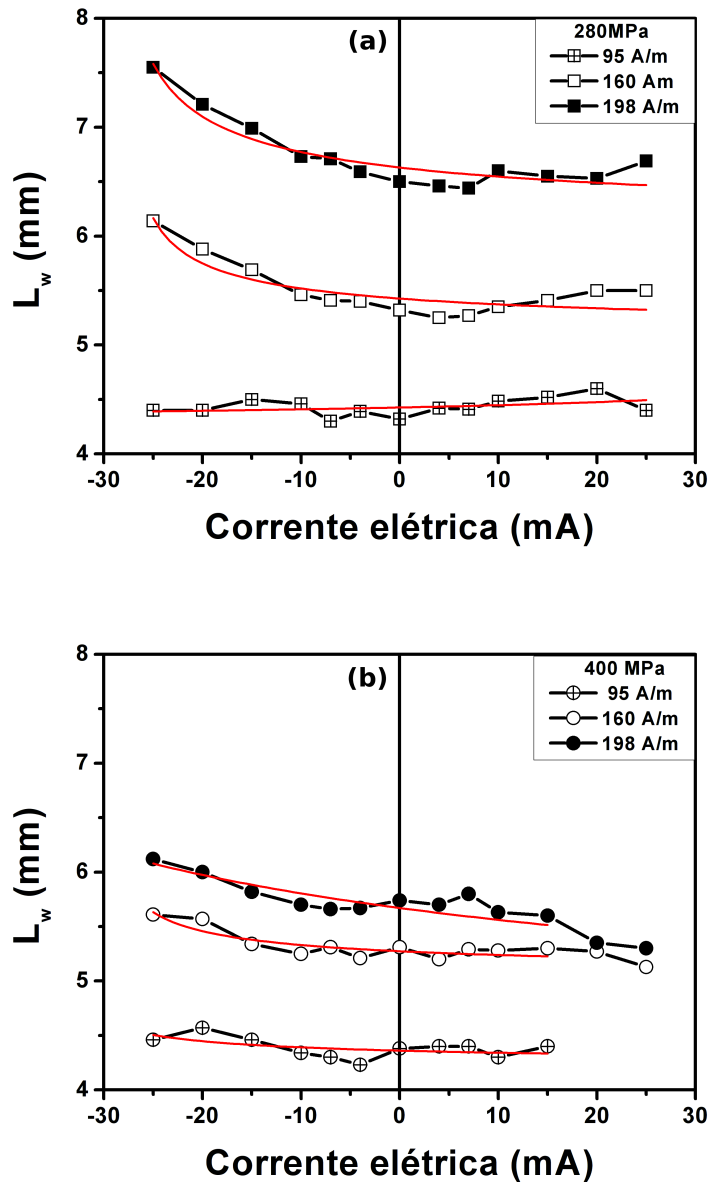 (a)
280MPa
95 A/m
160 Am
198 A/m
8
7
6
5
4
L_w (mm)
-30 -20 -10 0 10 20 30
Corrente elétrica (mA)
(b)
400 MPa
95 A/m
160 A/m
198 A/m
8
7
6
5
4
L_w (mm)
-30 -20 -10 0 10 20 30
Corrente elétrica (mA)